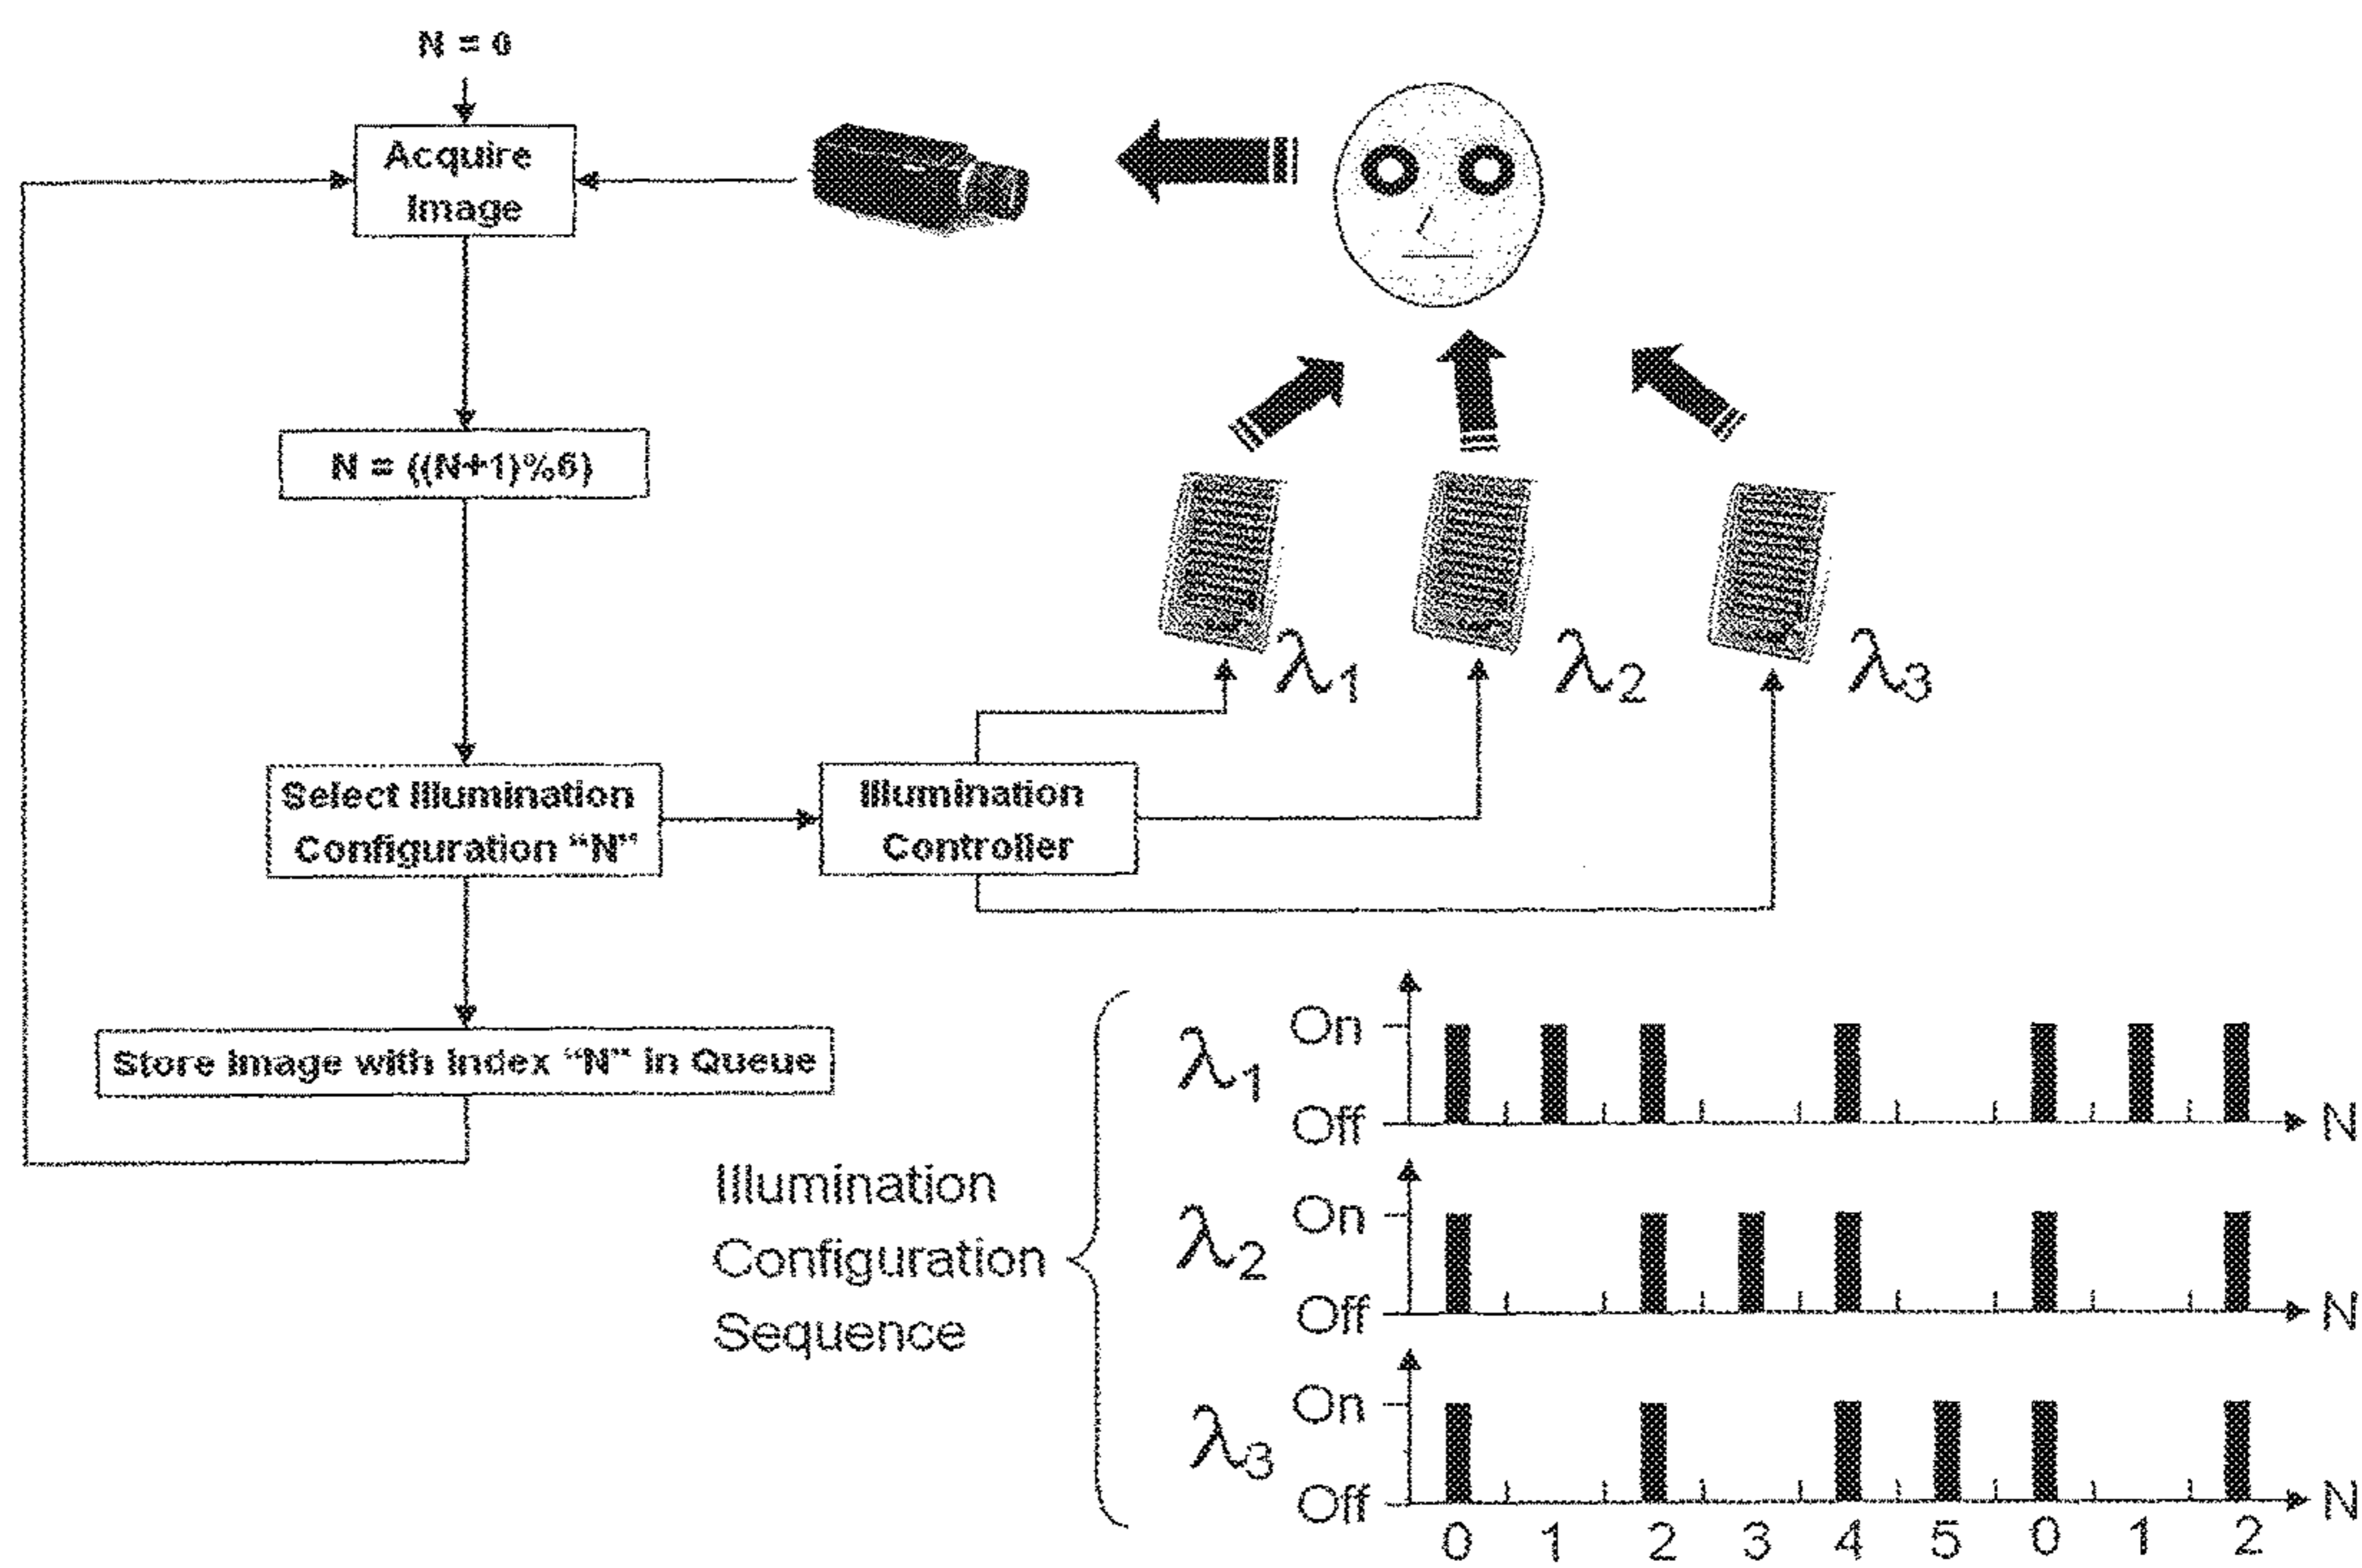 N = 0
Acquire
Image
N = ((N+1)%6)
λ1
λ2
λ3
Select Illumination
Configuration “N”
Illumination
Controller
Store Image with Index “N” in Queue
Illumination
Configuration
Sequence
λ1
On
Off
N
λ2
On
Off
N
λ3
On
Off
N
0 1 2 3 4 5 0 1 2